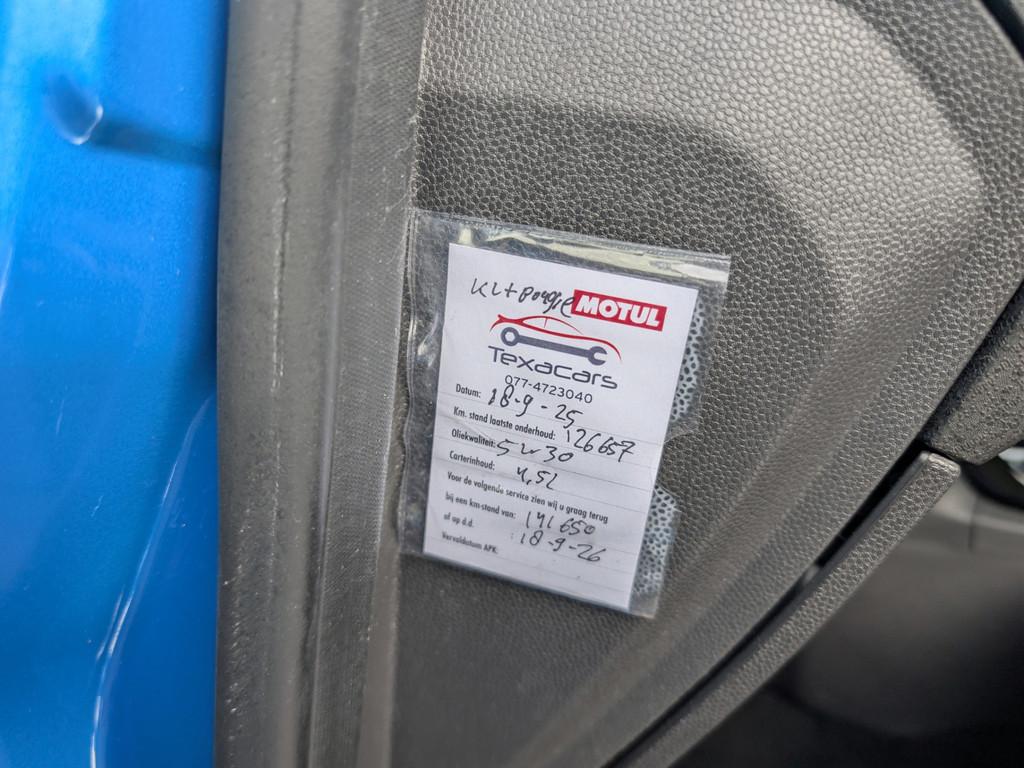 MOTUL
Texacars
077-4723040
Datum: 18-9-25
Km. stand laatste onderhoud: 126657
Oliekwaliteit: 5w30
Carterinhoud: 4,5L
Voor de volgende service zien wij u graag terug
bij een km-stand van: 141650
of op d.d. : 18-9-26
Vervaldatum APK: